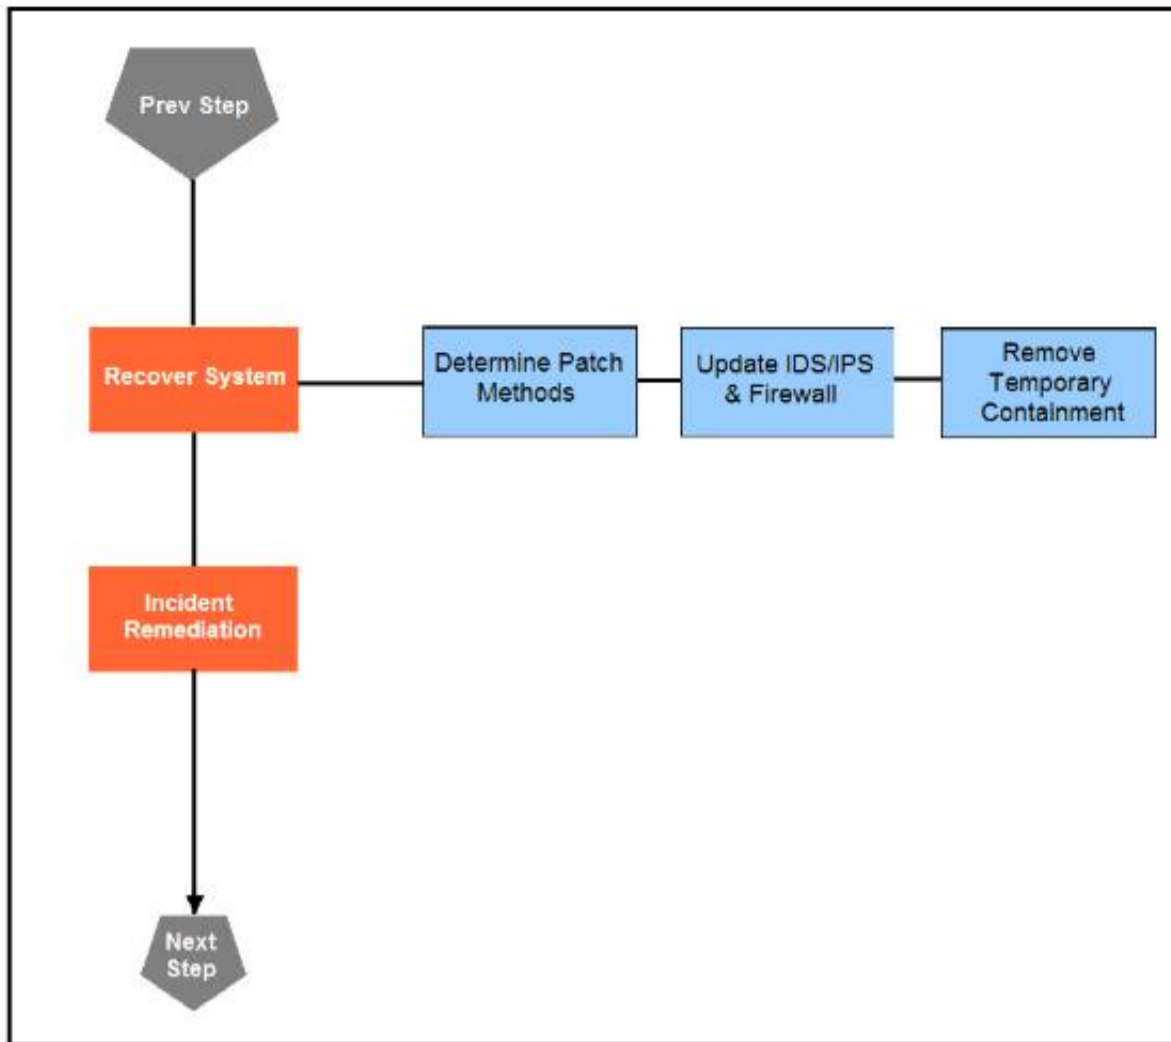 Prev Step
Recover System
Determine Patch
Methods
Update IDS/IPS
& Firewall
Remove
Temporary
Containment
Incident
Remediation
Next
Step